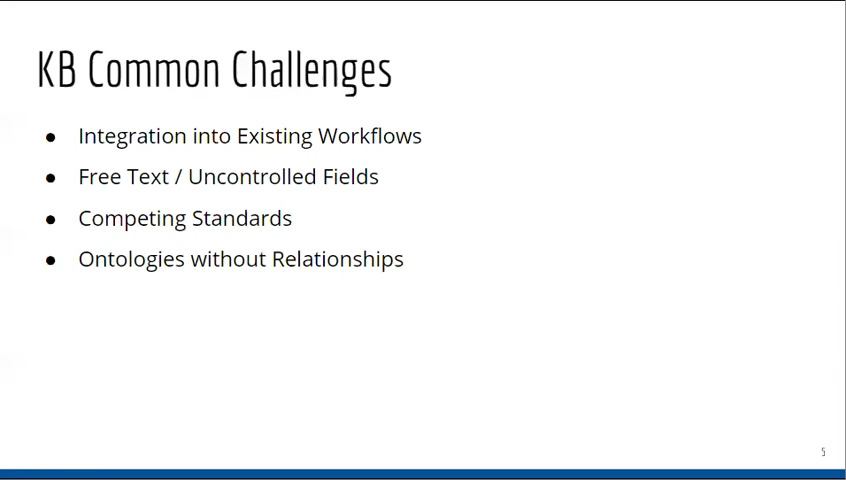 KB Common Challenges
● Integration into Existing Workflows
● Free Text / Uncontrolled Fields
● Competing Standards
● Ontologies without Relationships
5